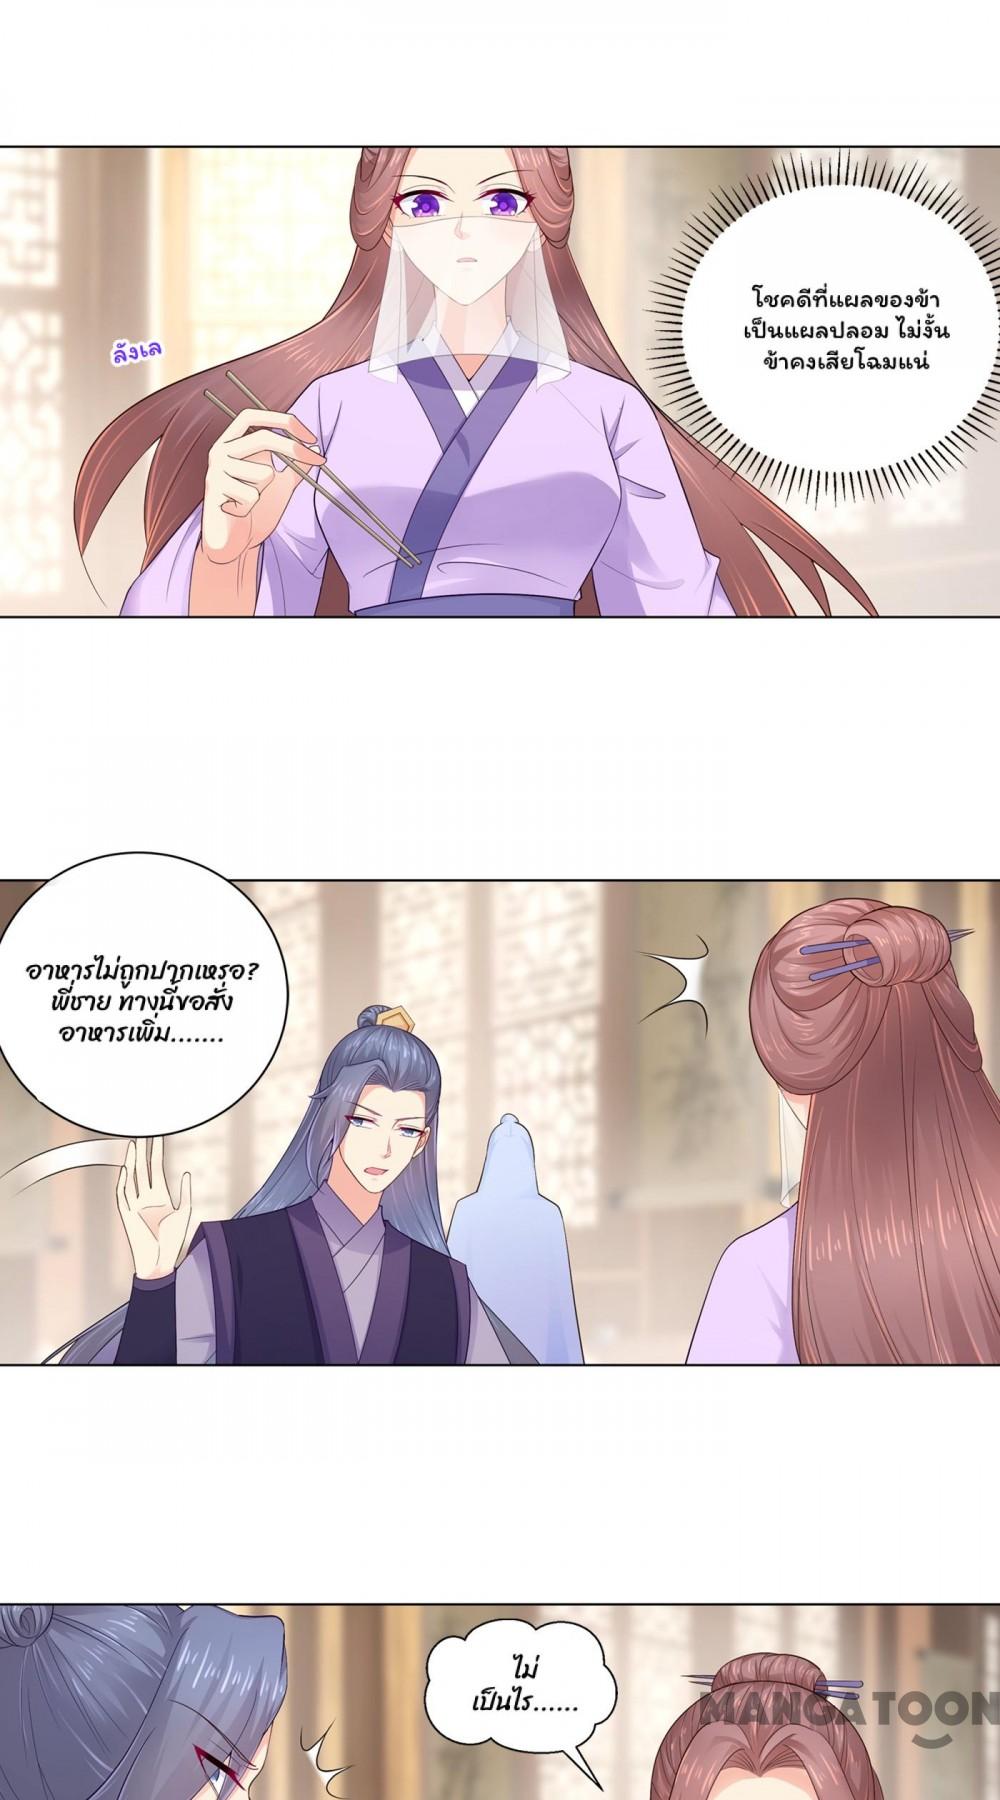 โชคดีที่แผลของข้า
เป็นแผลปลอม ไม่งั้น
ข้าคงเสียโฉมแน่
ลังเล
อาหารไม่ถูกปากเหรอ?
พี่ชาย ทางนี้ขอสั่ง
อาหารเพิ่ม.......
ไม่
เป็นไร......
MANGATOON